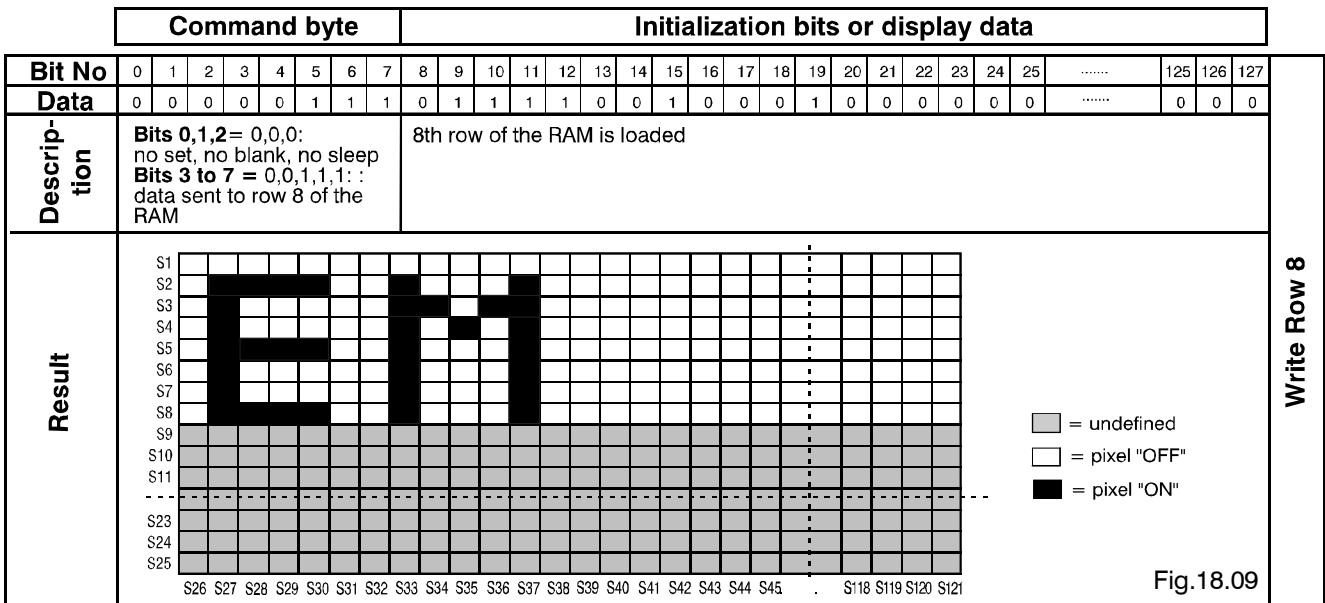 Command byte Initialization bits or display data
Bit No 0 1 2 3 4 5 6 7 8 9 10 11 12 13 14 15 16 17 18 19 20 21 22 23 24 25 ....... 125 126 127
Data 0 0 0 0 0 1 1 1 0 1 1 1 1 0 0 1 0 0 0 1 0 0 0 0 0 0 ....... 0 0 0
Descrip-
tion
Bits 0,1,2= 0,0,0:
no set, no blank, no sleep
Bits 3 to 7 = 0,0,1,1,1: :
data sent to row 8 of the
RAM
8th row of the RAM is loaded
Result
S1
S2
S3
S4
S5
S6
S7
S8
S9
S10
S11
S23
S24
S25
S26 S27 S28 S29 S30 S31 S32 S33 S34 S35 S36 S37 S38 S39 S40 S41 S42 S43 S44 S45. . S118 S119 S120 S121
EM
= undefined
= pixel "OFF"
= pixel "ON"
Fig.18.09
Write Row 8